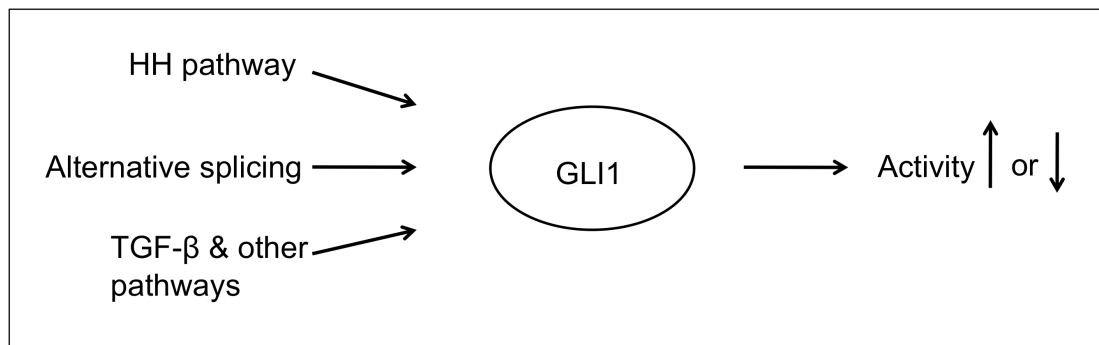 HH pathway
Alternative splicing
TGF-β & other
pathways
GLI1
Activity
or